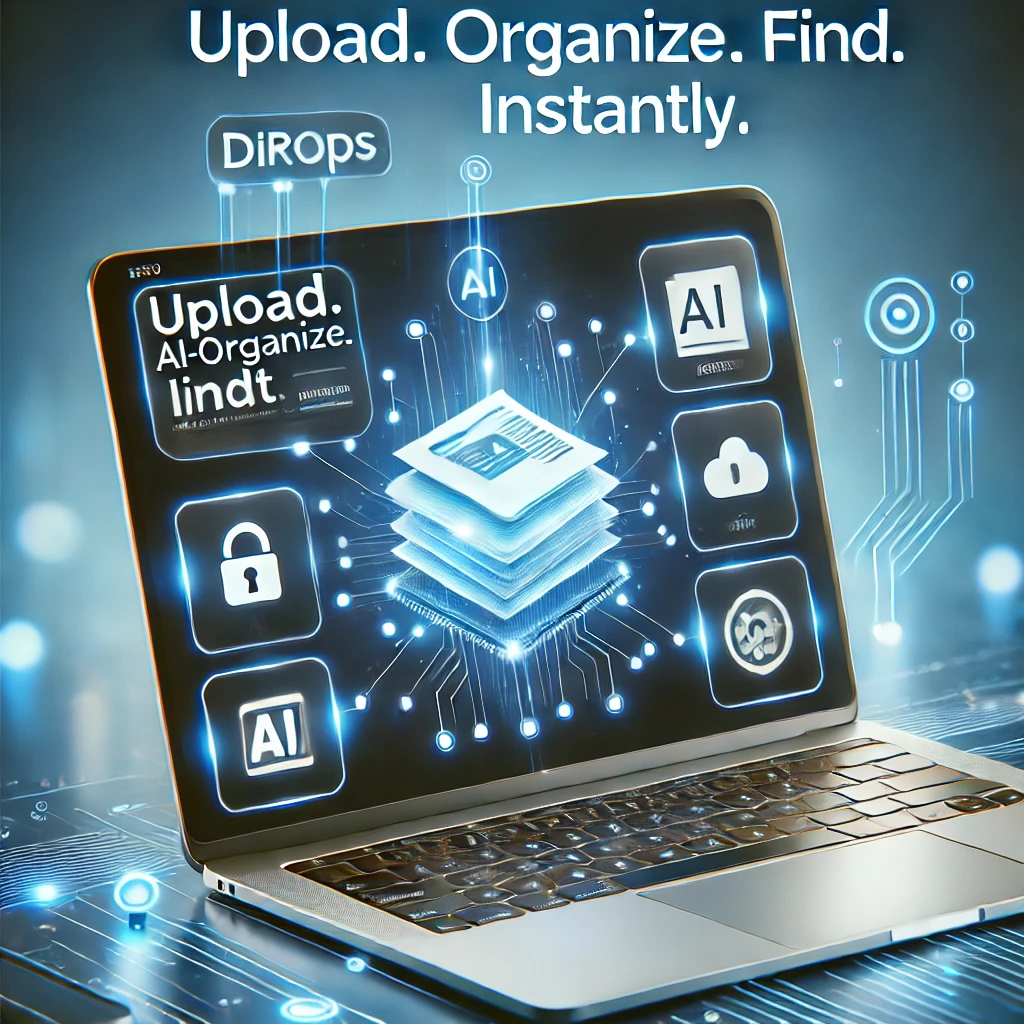 Upload. Organize. Find.
Instantly.
DiROps
AI
Upload.
AI-Organize.
lindt.
AI
AI